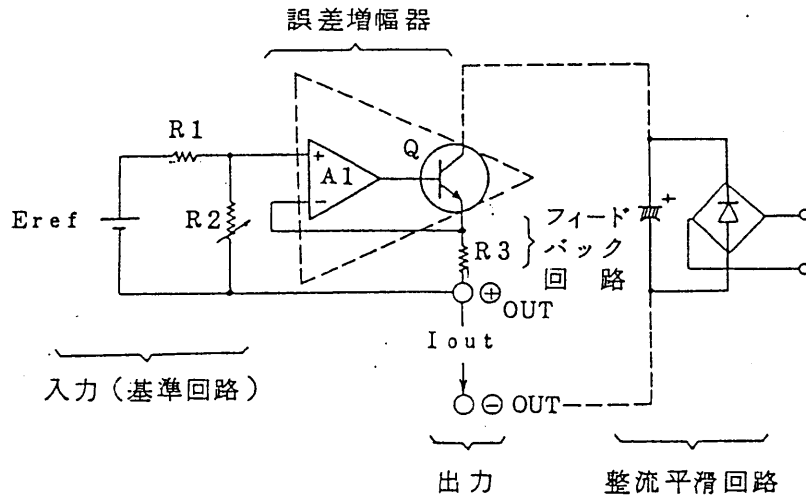 誤差増幅器
R1
Q
+
A1
−
+
Eref
R2
R3
フィード
バック
回路
⊕
OUT
Iout
入力(基準回路)
⊖ OUT
出力
整流平滑回路